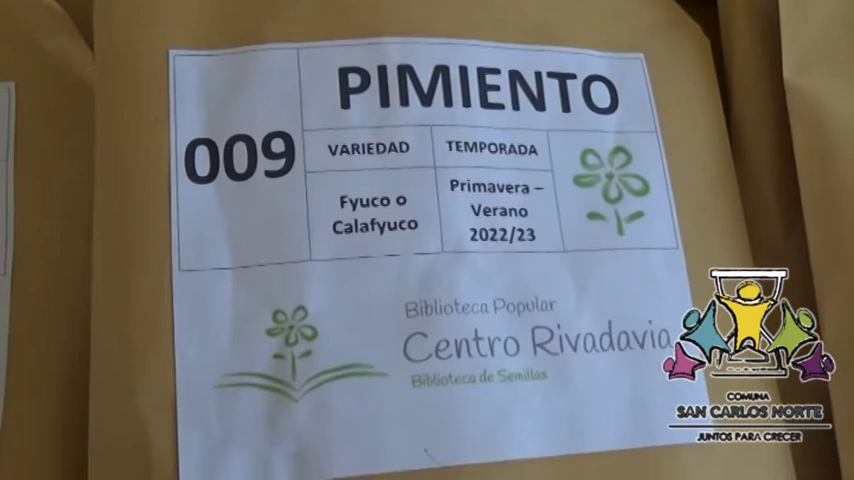 009
PIMIENTO
VARIEDAD
TEMPORADA
Fyuco o
Calafyuco
Primavera –
Verano
2022/23
Biblioteca Popular
Centro Rivadavia
Biblioteca de Semillas
COMUNA
SAN CARLOS NORTE
JUNTOS PARA CRECER